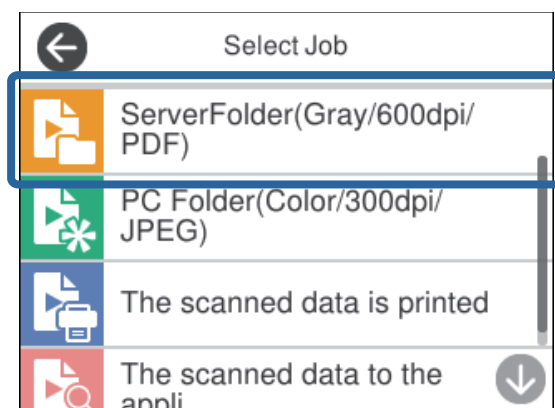 Select Job
ServerFolder(Gray/600dpi/
PDF)
PC Folder(Color/300dpi/
JPEG)
The scanned data is printed
The scanned data to the
appli...